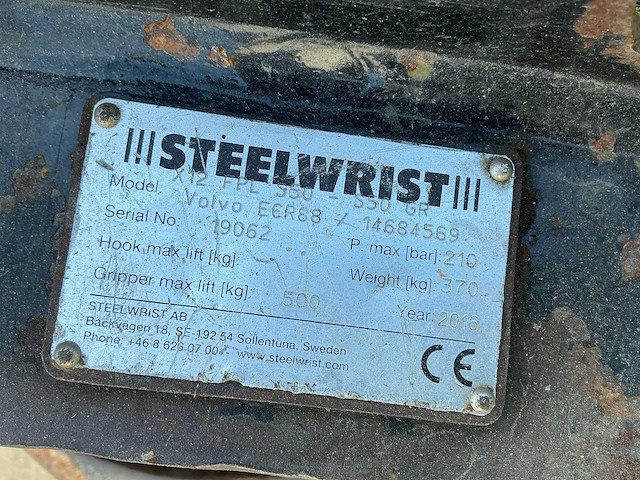 STEELWRIST
Model: X12 FPL S50 - S50 GR
Volvo ECR88 / 14684569
Serial No: 19062
P. max [bar]: 210
Hook max lift [kg]:
Weight [kg]: 370
Gripper max lift [kg]: 500
Year: 2016
STEELWRIST AB
Backvägen 18, SE-192 54 Sollentuna, Sweden
Phone: +46 8 626 07 00 www.steelwrist.com
CE